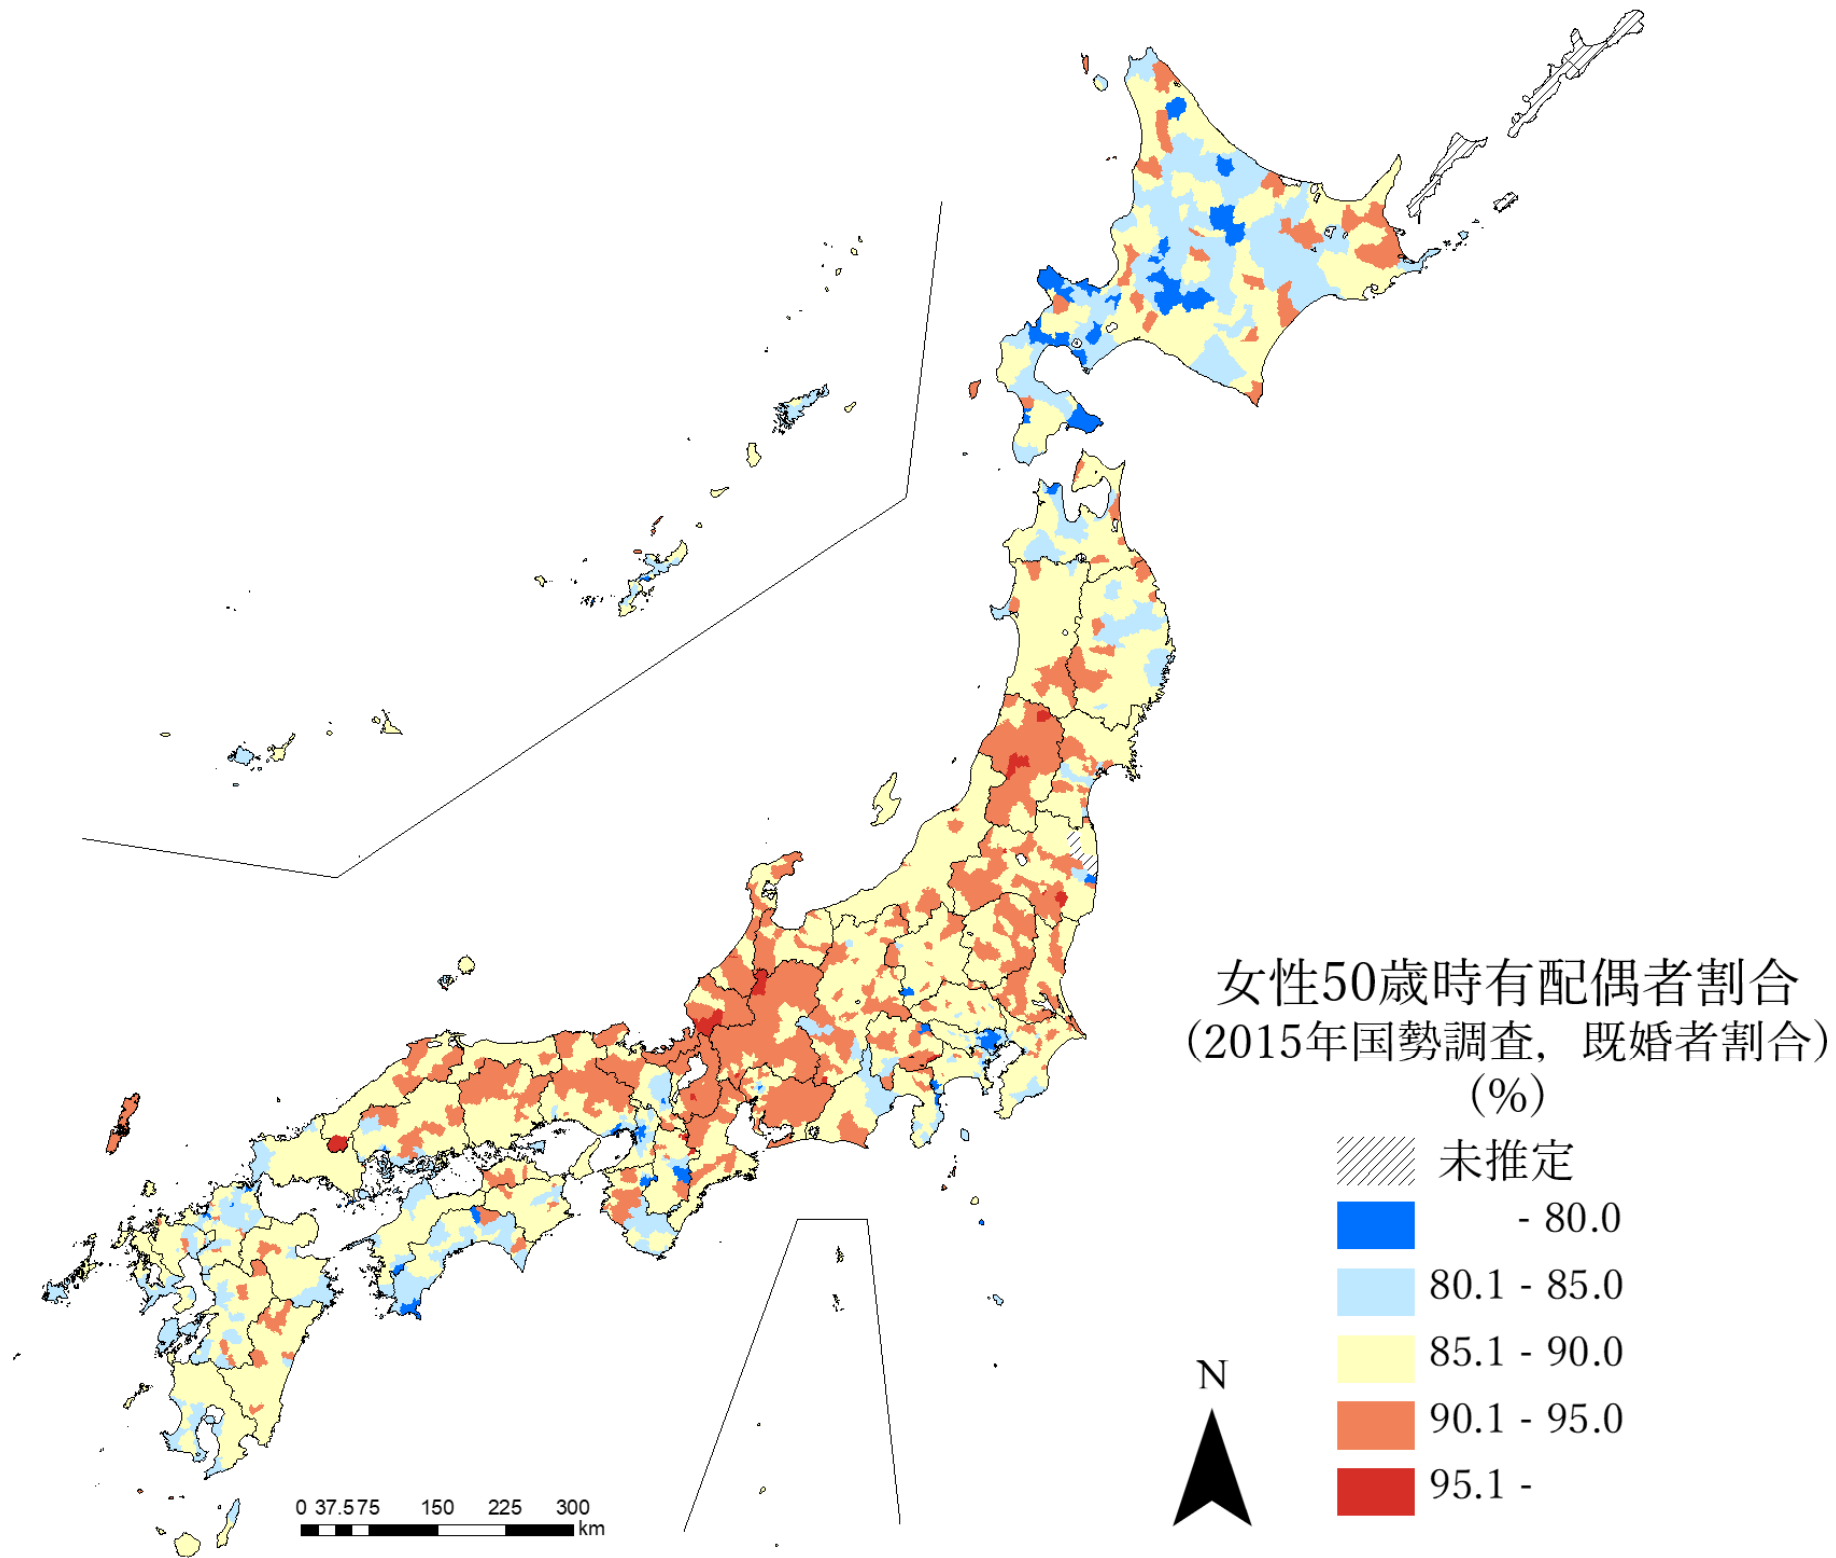 女性50歳時有配偶者割合
(2015年国勢調査，既婚者割合)
(%)
未推定
- 80.0
80.1 - 85.0
85.1 - 90.0
90.1 - 95.0
95.1 -
N
0 37.575 150 225 300
km